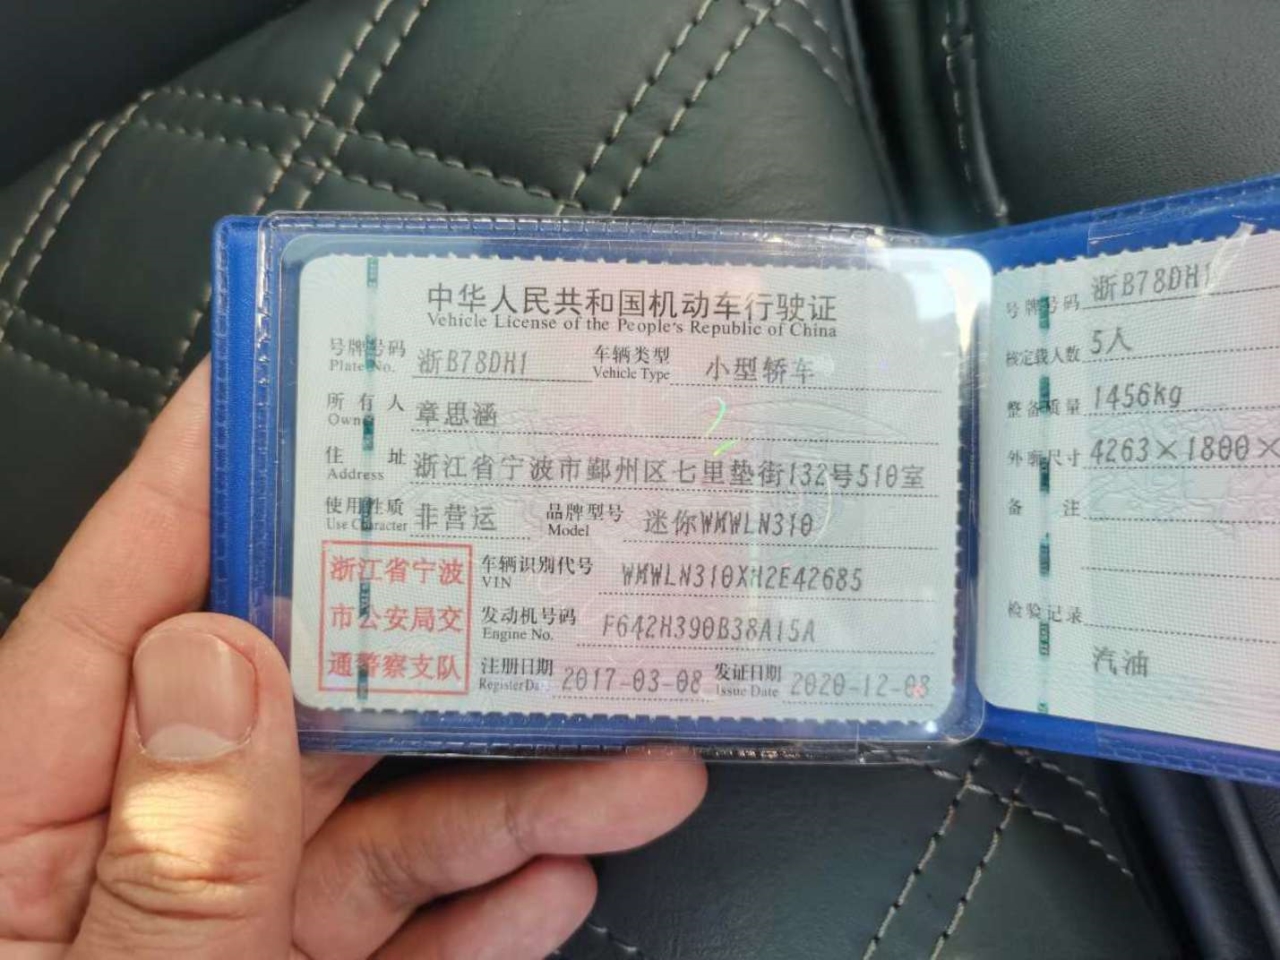 中华人民共和国机动车行驶证
Vehicle License of the People's Republic of China
号牌号码 浙B78DH1 车辆类型 小型轿车
Plate No. Vehicle Type
所有人 章思涵
Owner
住址 浙江省宁波市鄞州区七里垫街132号510室
Address
使用性质 非营运 品牌型号 迷你WMWLN310
Use Character Model
浙江省宁波
市公安局交
通警察支队
车辆识别代号 WMWLN310XH2E42685
VIN
发动机号码 F642H390B38A15A
Engine No.
注册日期 2017-03-08 发证日期 2020-12-08
Register Date Issue Date
号牌号码 浙B78DH1
核定载人数 5人
整备质量 1456kg
外廓尺寸 4263×1800×
备注
检验记录
汽油